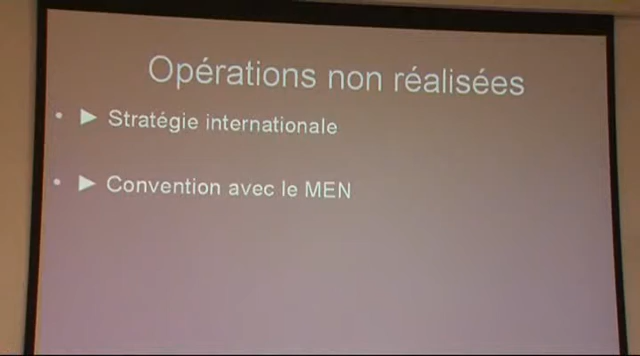 Opérations non réalisées
• ► Stratégie internationale
• ► Convention avec le MEN